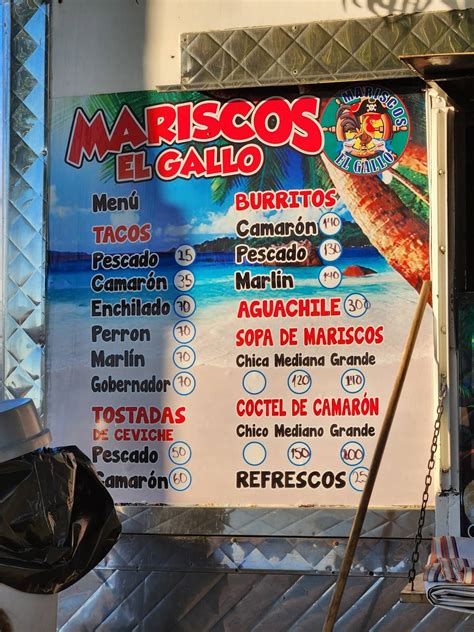 MARISCOS
EL GALLO
MARISCOS
EL GALLO
Menú
TACOS
Pescado 25
Camarón 35
Enchilado 70
Perron 70
Marlín 70
Gobernador 70
TOSTADAS
DE CEVICHE
Pescado 50
Camarón 60
BURRITOS
Camarón 140
Pescado 130
Marlin 140
AGUACHILE 300
SOPA DE MARISCOS
Chica Mediana Grande
120 140
COCTEL DE CAMARÓN
Chico Mediano Grande
150 200
REFRESCOS 25